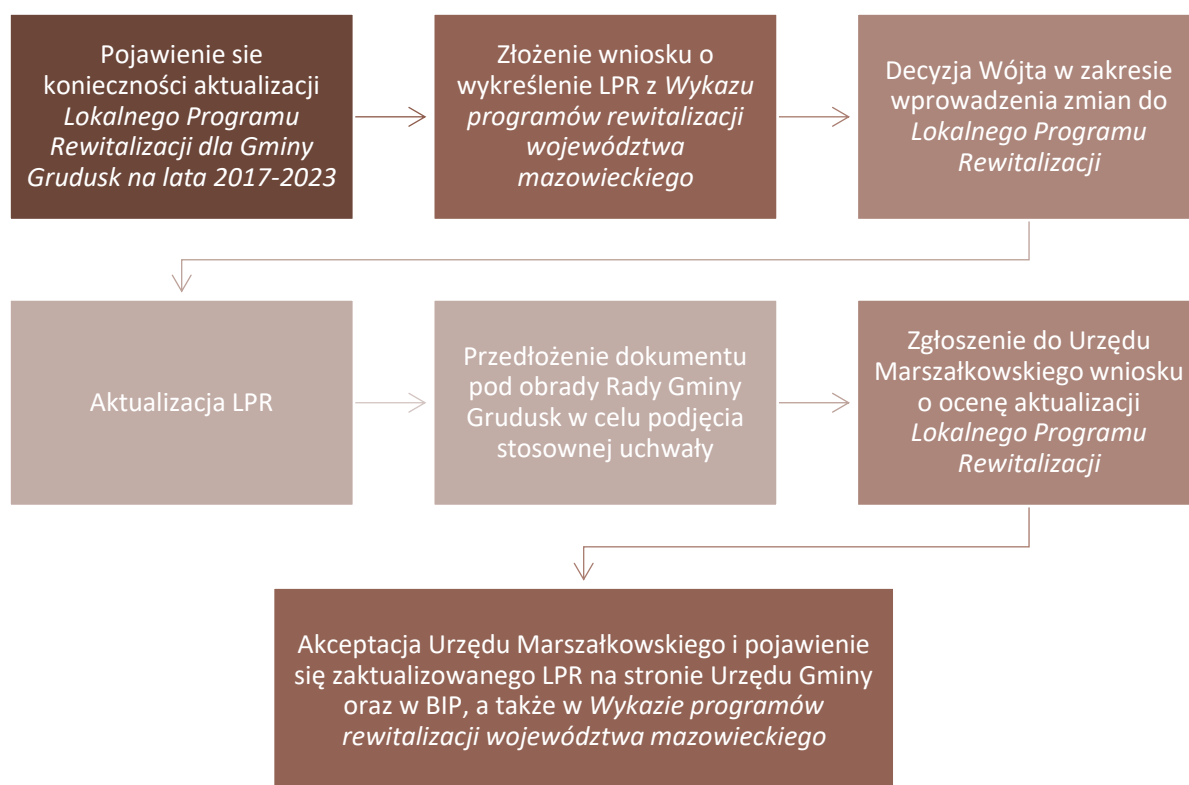 Pojawienie sie
konieczności aktualizacji
Lokalnego Programu
Rewitalizacji dla Gminy
Grudusk na lata 2017-2023
Złożenie wniosku o
wykreślenie LPR z Wykazu
programów rewitalizacji
województwa
mazowieckiego
Decyzja Wójta w zakresie
wprowadzenia zmian do
Lokalnego Programu
Rewitalizacji
Aktualizacja LPR
Przedłożenie dokumentu
pod obrady Rady Gminy
Grudusk w celu podjęcia
stosownej uchwały
Zgłoszenie do Urzędu
Marszałkowskiego wniosku
o ocenę aktualizacji
Lokalnego Programu
Rewitalizacji
Akceptacja Urzędu Marszałkowskiego i pojawienie
się zaktualizowanego LPR na stronie Urzędu Gminy
oraz w BIP, a także w Wykazie programów
rewitalizacji województwa mazowieckiego